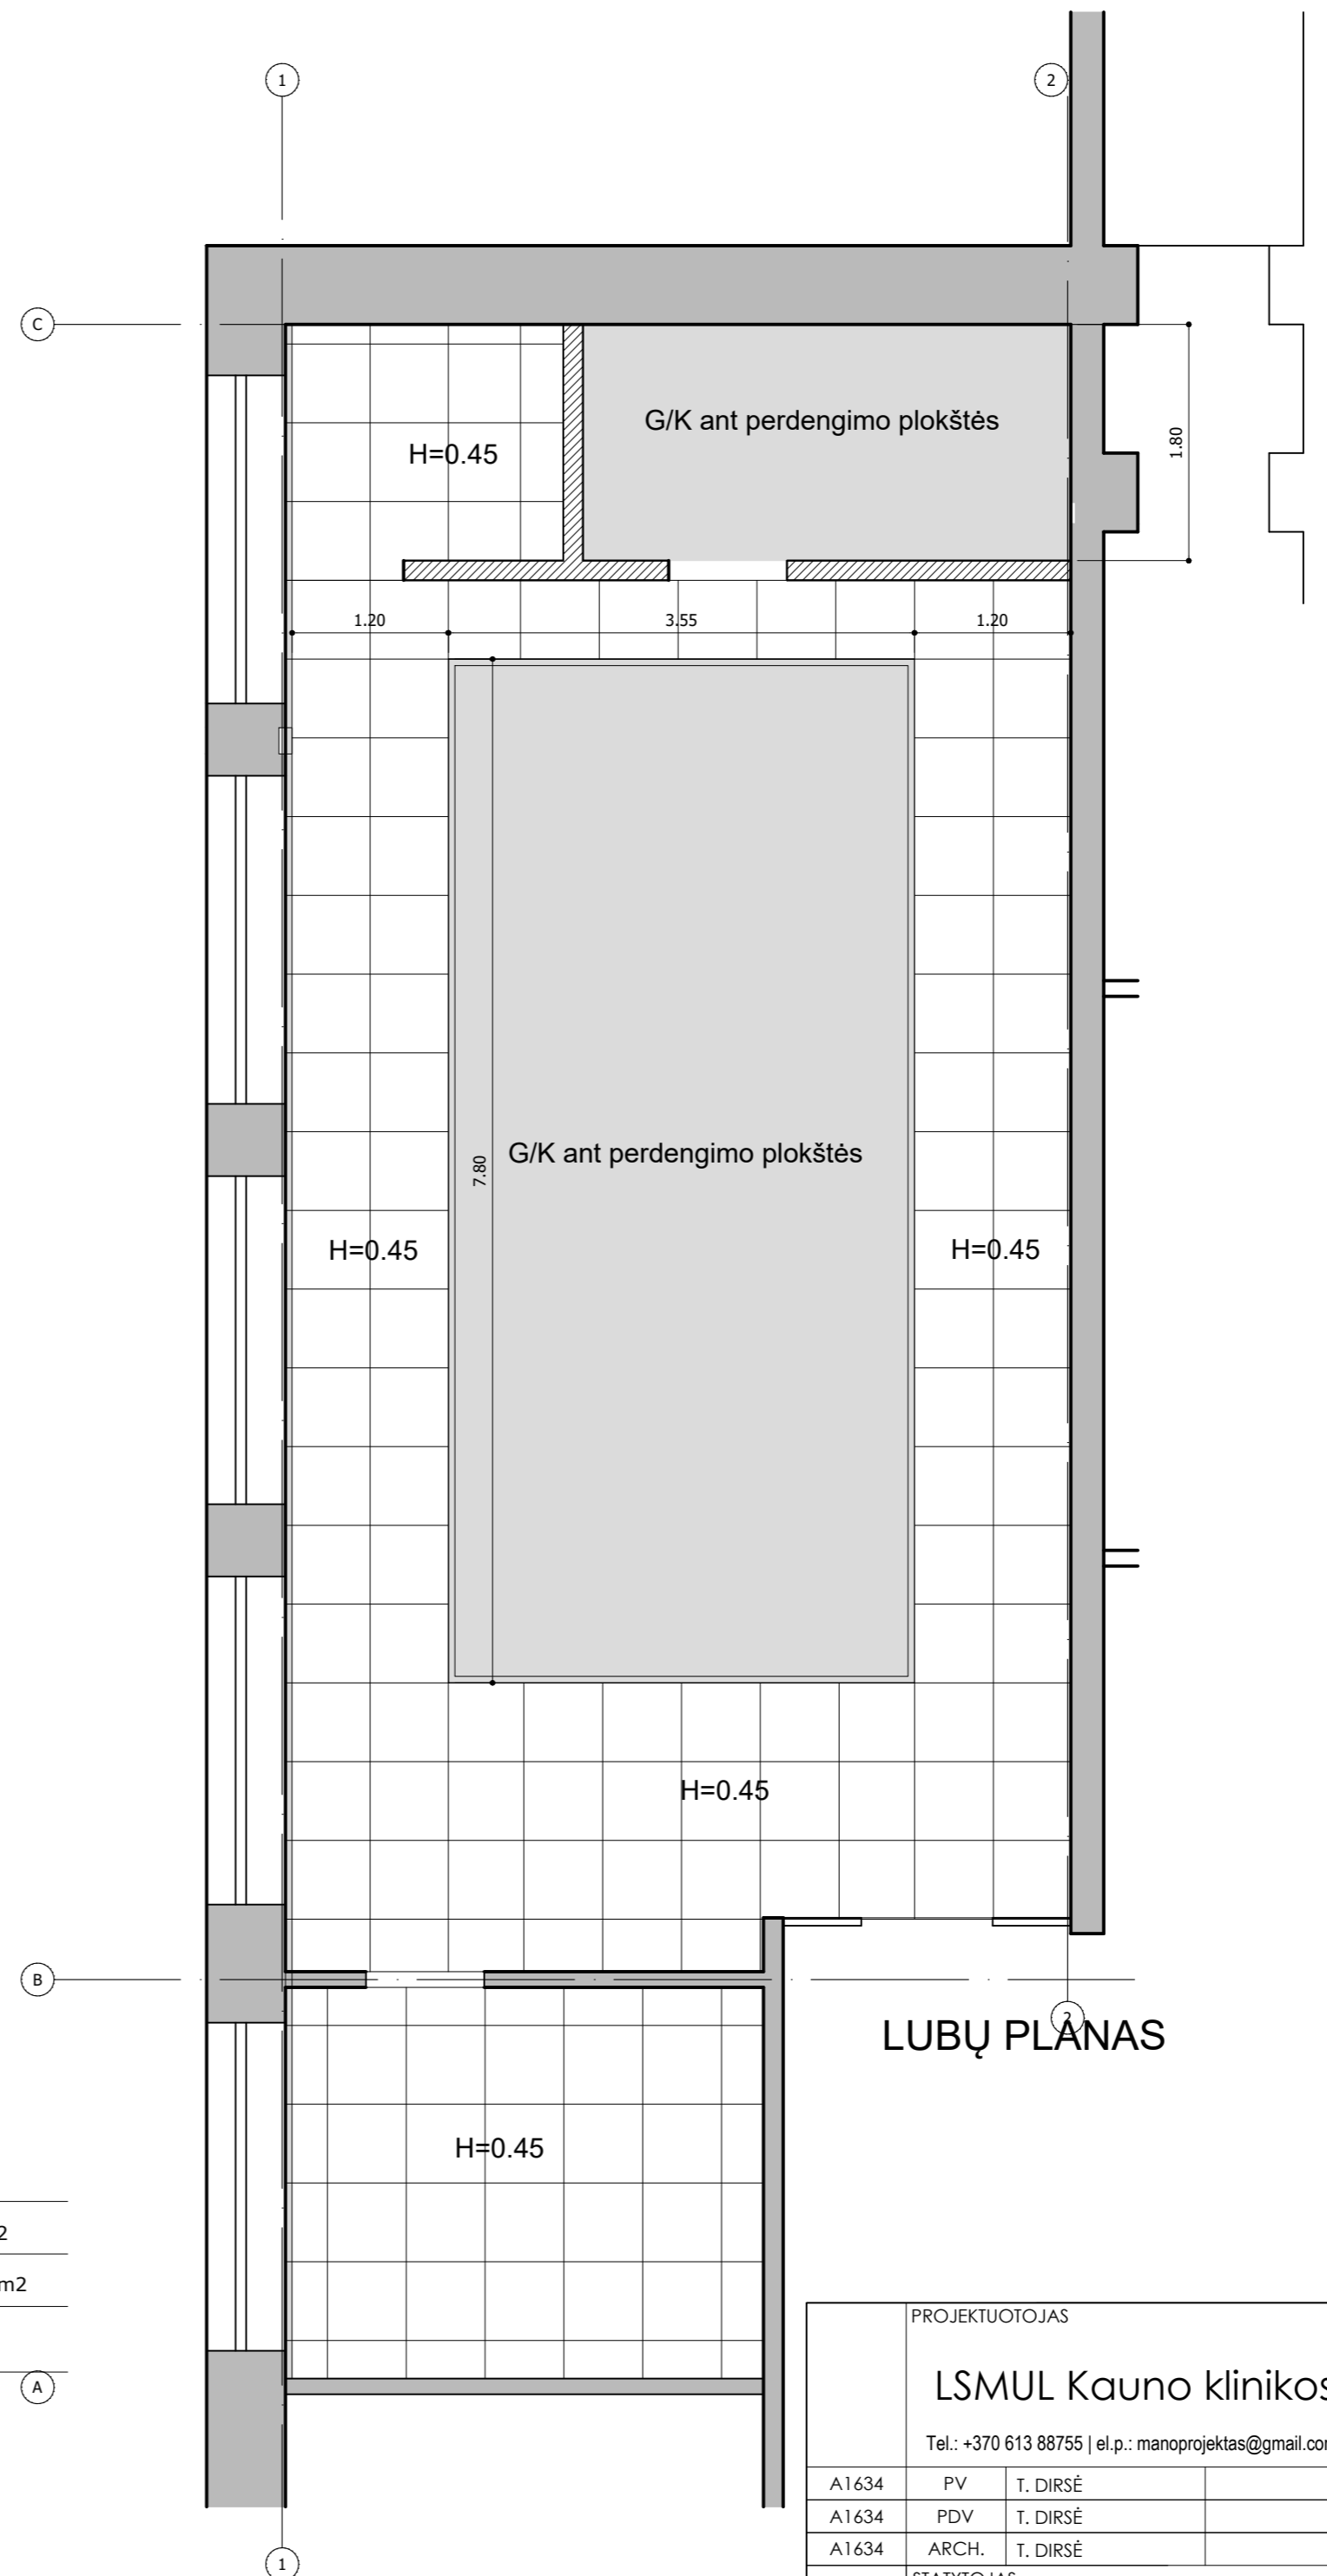 1
2
C
G/K ant perdengimo plokštės
H=0.45
1.80
1.20
3.55
1.20
7.80
G/K ant perdengimo plokštės
H=0.45
H=0.45
H=0.45
B
2
LUBŲ PLANAS
H=0.45
2
m2
A
1
PROJEKTUOTOJAS
LSMUL Kauno klinikos
Tel.: +370 613 88755 | el.p.: manoprojektas@gmail.com
A1634 PV T. DIRSĖ
A1634 PDV T. DIRSĖ
A1634 ARCH. T. DIRSĖ
STATYTOJAS